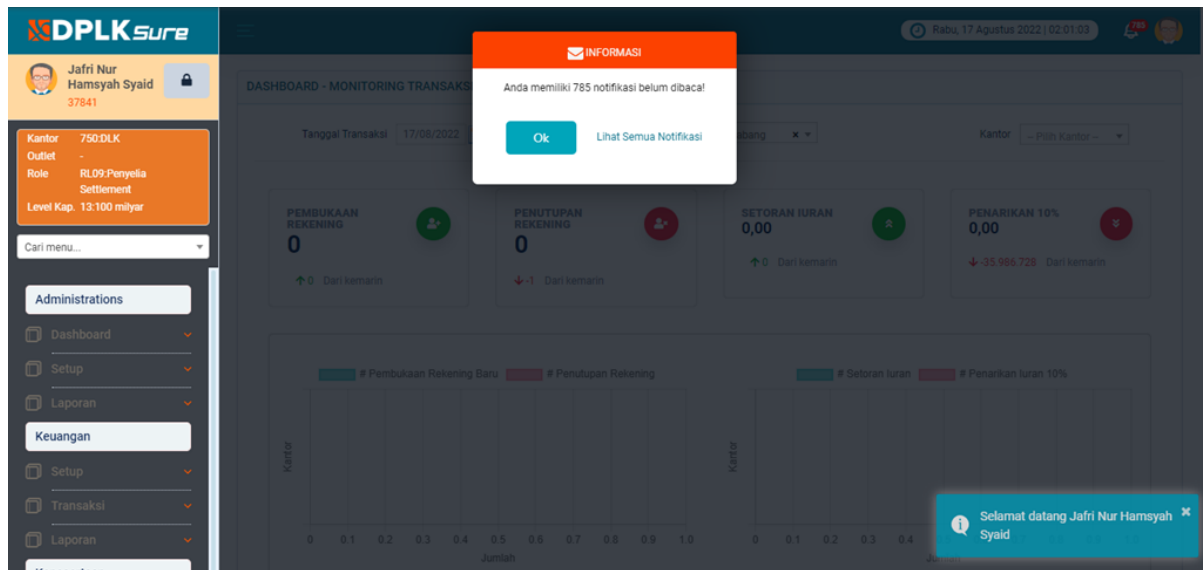 DPLKSure
Jafri Nur
Hamsyah Syaid
37841
Kantor 750:DLK
Outlet -
Role RL09:Penyelia
Settlement
Level Kap. 13:100 milyar
Cari menu...
Administrations
Dashboard
Setup
Laporan
Keuangan
Setup
Transaksi
Laporan
Rabu, 17 Agustus 2022 | 02:01:03
785
INFORMASI
Anda memiliki 785 notifikasi belum dibaca!
Ok Lihat Semua Notifikasi
DASHBOARD - MONITORING TRANSAKS
Tanggal Transaksi 17/08/2022 abang × Kantor -- Pilih Kantor --
PEMBUKAAN
REKENING
0
0 Dari kemarin
PENUTUPAN
REKENING
0
-1 Dari kemarin
SETORAN IURAN
0,00
0 Dari kemarin
PENARIKAN 10%
0,00
-35.986.728 Dari kemarin
# Pembukaan Rekening Baru # Penutupan Rekening
Kantor
0 0.1 0.2 0.3 0.4 0.5 0.6 0.7 0.8 0.9 1.0
Jumlah
# Setoran Iuran # Penarikan Iuran 10%
Kantor
0 0.1 0.2 0.3 0.4
Selamat datang Jafri Nur Hamsyah ×
Syaid